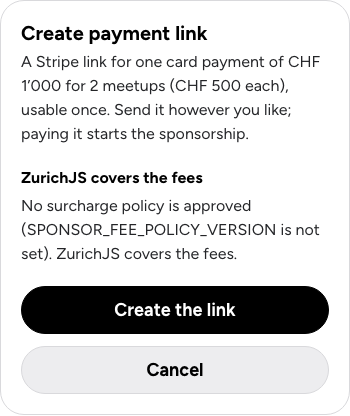 Create payment link
A Stripe link for one card payment of CHF
1’000 for 2 meetups (CHF 500 each),
usable once. Send it however you like;
paying it starts the sponsorship.
ZurichJS covers the fees
No surcharge policy is approved
(SPONSOR_FEE_POLICY_VERSION is not
set). ZurichJS covers the fees.
Create the link
Cancel